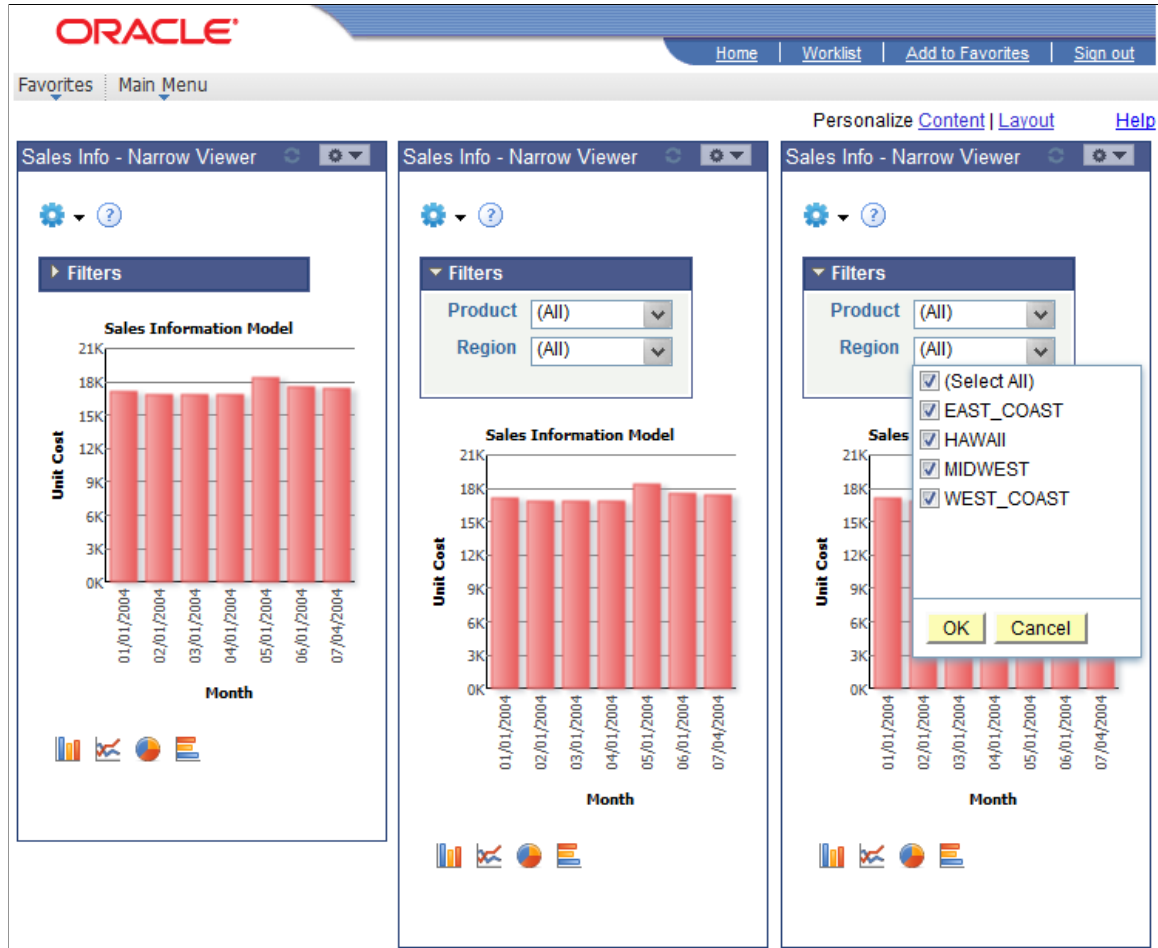 ORACLE
Home
Worklist
Add to Favorites
Sign out
Favorites
Main Menu
Personalize Content | Layout
Help
Sales Info - Narrow Viewer
?
Filters
Sales Information Model
21K
18K
15K
12K
9K
6K
3K
0K
Unit Cost
01/01/2004
02/01/2004
03/01/2004
04/01/2004
05/01/2004
06/01/2004
07/04/2004
Month
Sales Info - Narrow Viewer
?
Filters
Product (All)
Region (All)
Sales Information Model
21K
18K
15K
12K
9K
6K
3K
0K
Unit Cost
01/01/2004
02/01/2004
03/01/2004
04/01/2004
05/01/2004
06/01/2004
07/04/2004
Month
Sales Info - Narrow Viewer
?
Filters
Product (All)
Region (All)
(Select All)
EAST_COAST
HAWAII
MIDWEST
WEST_COAST
OK
Cancel
Sales
21K
18K
15K
12K
9K
6K
3K
0K
Unit Cost
01/01/2004
02/01/2004
03/01/2004
04/01/2004
05/01/2004
06/01/2004
07/04/2004
Month